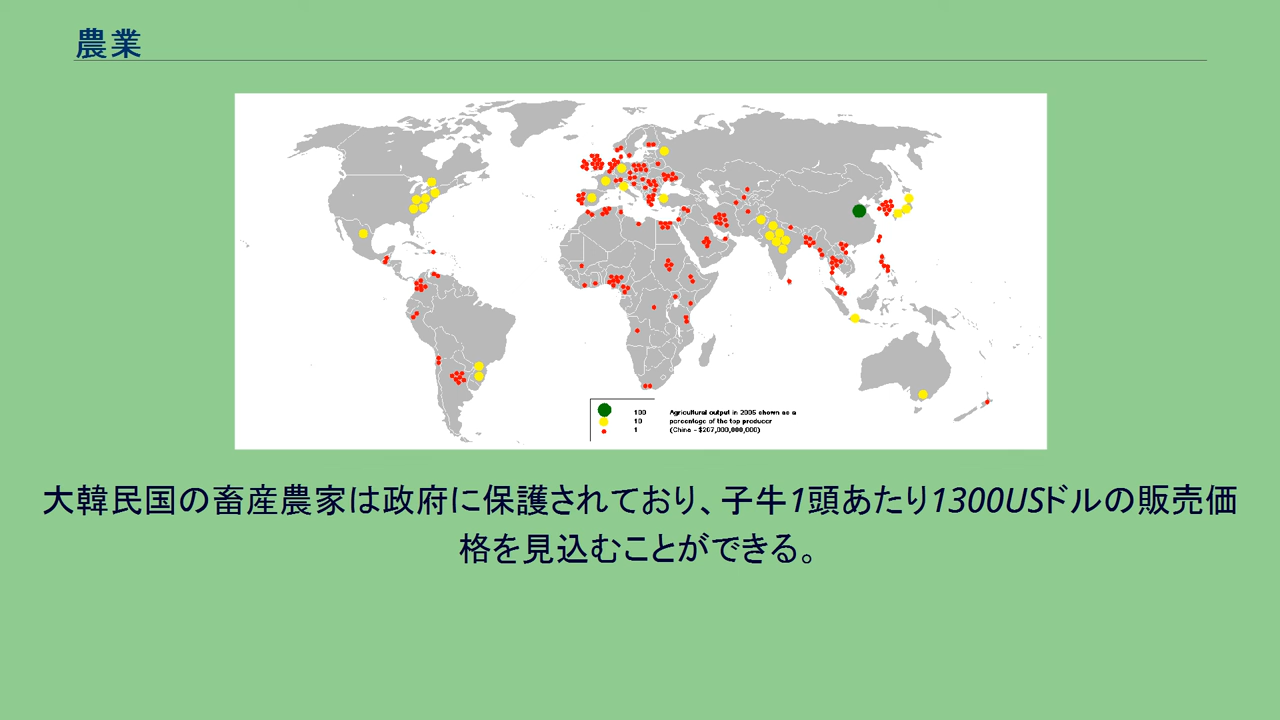 農業
100 Agricultural output in 2005 shown as a
10 percentage of the top producer
1 (China - $207,000,000,000)
大韓民国の畜産農家は政府に保護されており、子牛1頭あたり1300USドルの販売価
格を見込むことができる。